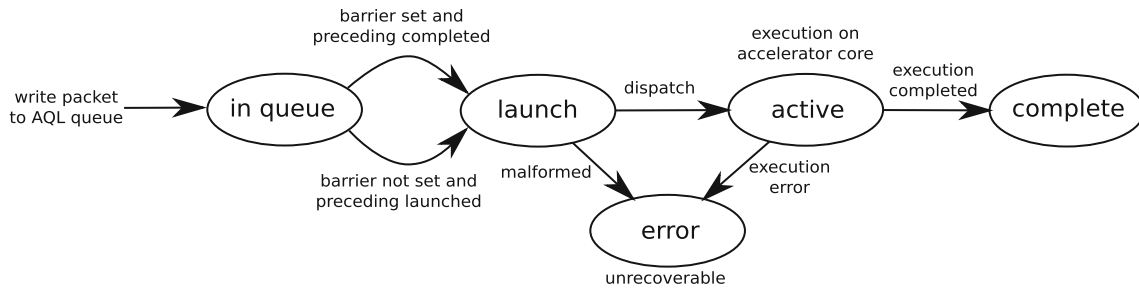 write packet
to AQL queue
in queue
barrier set and
preceding completed
barrier not set and
preceding launched
launch
dispatch
malformed
execution on
accelerator core
active
execution
error
error
unrecoverable
execution
completed
complete